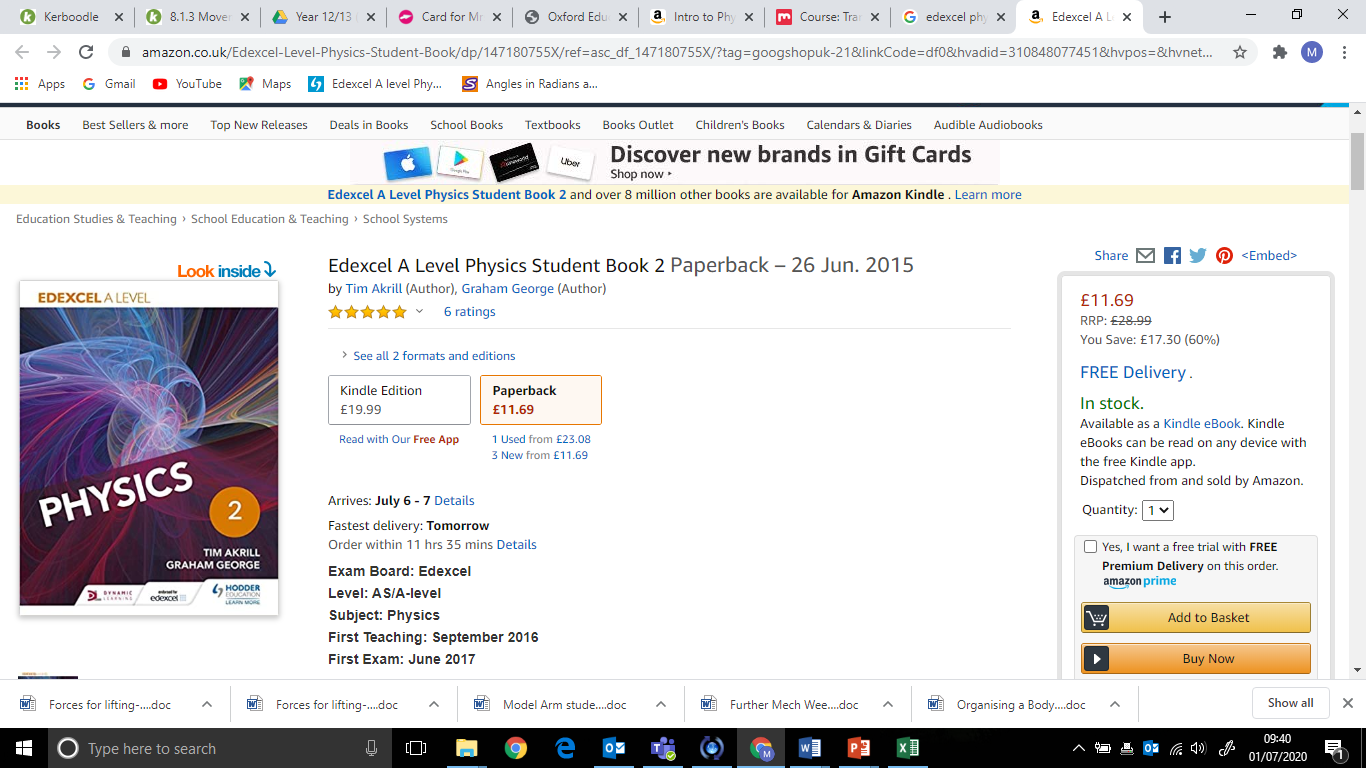 Kerboodle
8.1.3 Mover
Year 12/13 (
Card for Mr
Oxford Edu
Intro to Phy
Course: Tra
edexcel phy
Edexcel A L
amazon.co.uk/Edexcel-Level-Physics-Student-Book/dp/147180755X/ref=asc_df_147180755X/?tag=googshopuk-21&linkCode=df0&hvadid=310848077451&hvpos=&hvnet...
M
Apps
Gmail
YouTube
Maps
Edexcel A level Phy...
Angles in Radians a...
Books
Best Sellers & more
Top New Releases
Deals in Books
School Books
Textbooks
Books Outlet
Children's Books
Calendars & Diaries
Audible Audiobooks
Uber
Discover new brands in Gift Cards
Shop now
Edexcel A Level Physics Student Book 2 and over 8 million other books are available for Amazon Kindle . Learn more
Education Studies & Teaching › School Education & Teaching › School Systems
Look inside
EDEXCEL A LEVEL
PHYSICS
2
TIM AKRILL
GRAHAM GEORGE
DYNAMIC
LEARNING
endorsed for
edexcel
HODDER
EDUCATION
LEARN MORE
Edexcel A Level Physics Student Book 2 Paperback – 26 Jun. 2015
by Tim Akrill (Author), Graham George (Author)
6 ratings
› See all 2 formats and editions
Kindle Edition
£19.99
Read with Our Free App
Paperback
£11.69
1 Used from £23.08
3 New from £11.69
Arrives: July 6 - 7 Details
Fastest delivery: Tomorrow
Order within 11 hrs 35 mins Details
Exam Board: Edexcel
Level: AS/A-level
Subject: Physics
First Teaching: September 2016
First Exam: June 2017
Share
<Embed>
£11.69
RRP: £28.99
You Save: £17.30 (60%)
FREE Delivery .
In stock.
Available as a Kindle eBook. Kindle
eBooks can be read on any device with
the free Kindle app.
Dispatched from and sold by Amazon.
Quantity: 1
Yes, I want a free trial with FREE
Premium Delivery on this order.
amazon prime
Add to Basket
Buy Now
Forces for lifting-....doc
Forces for lifting-....doc
Model Arm stude....doc
Further Mech Wee....doc
Organising a Body....doc
Show all
Type here to search
09:40
01/07/2020
1